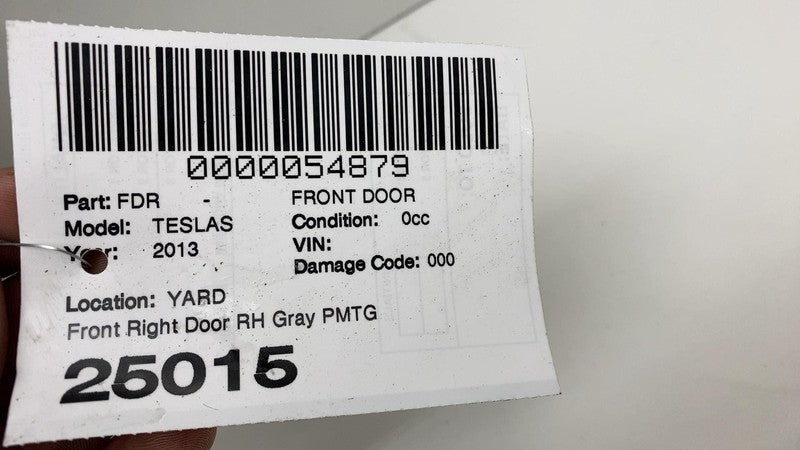 0000054879
Part: FDR - FRONT DOOR
Model: TESLAS Condition: 0cc
Year: 2013 VIN:
Damage Code: 000
Location: YARD
Front Right Door RH Gray PMTG
25015